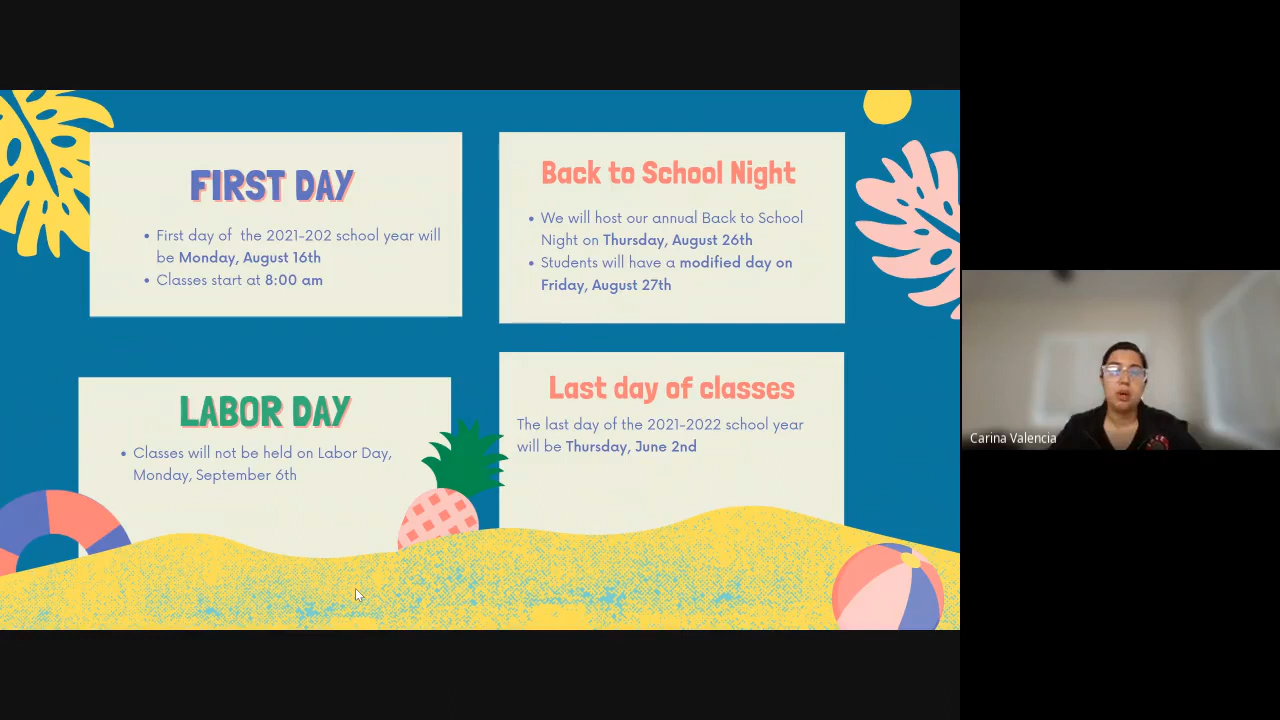 FIRST DAY
• First day of the 2021-202 school year will
be Monday, August 16th
• Classes start at 8:00 am
Back to School Night
• We will host our annual Back to School
Night on Thursday, August 26th
• Students will have a modified day on
Friday, August 27th
LABOR DAY
• Classes will not be held on Labor Day,
Monday, September 6th
Last day of classes
The last day of the 2021-2022 school year
will be Thursday, June 2nd
Carina Valencia